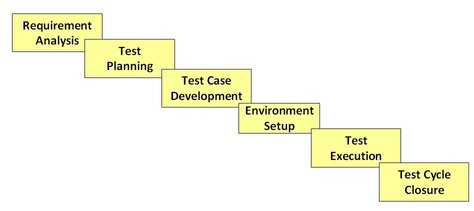 Requirement
Analysis
Test
Planning
Test Case
Development
Environment
Setup
Test
Execution
Test Cycle
Closure